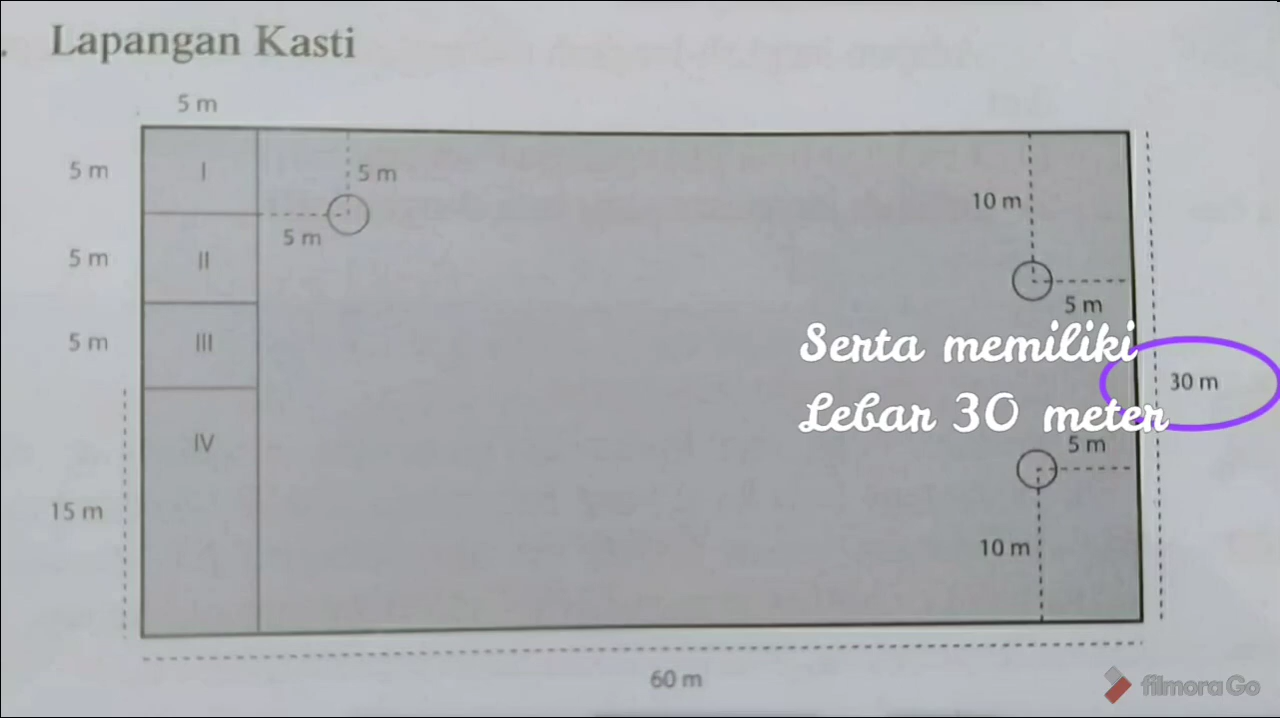 Lapangan Kasti
5 m
5 m
I
5 m
10 m
5 m
5 m
II
5 m
Serta memiliki
5 m
III
30 m
Lebar 30 meter
5 m
IV
15 m
10 m
60 m
filmoraGo